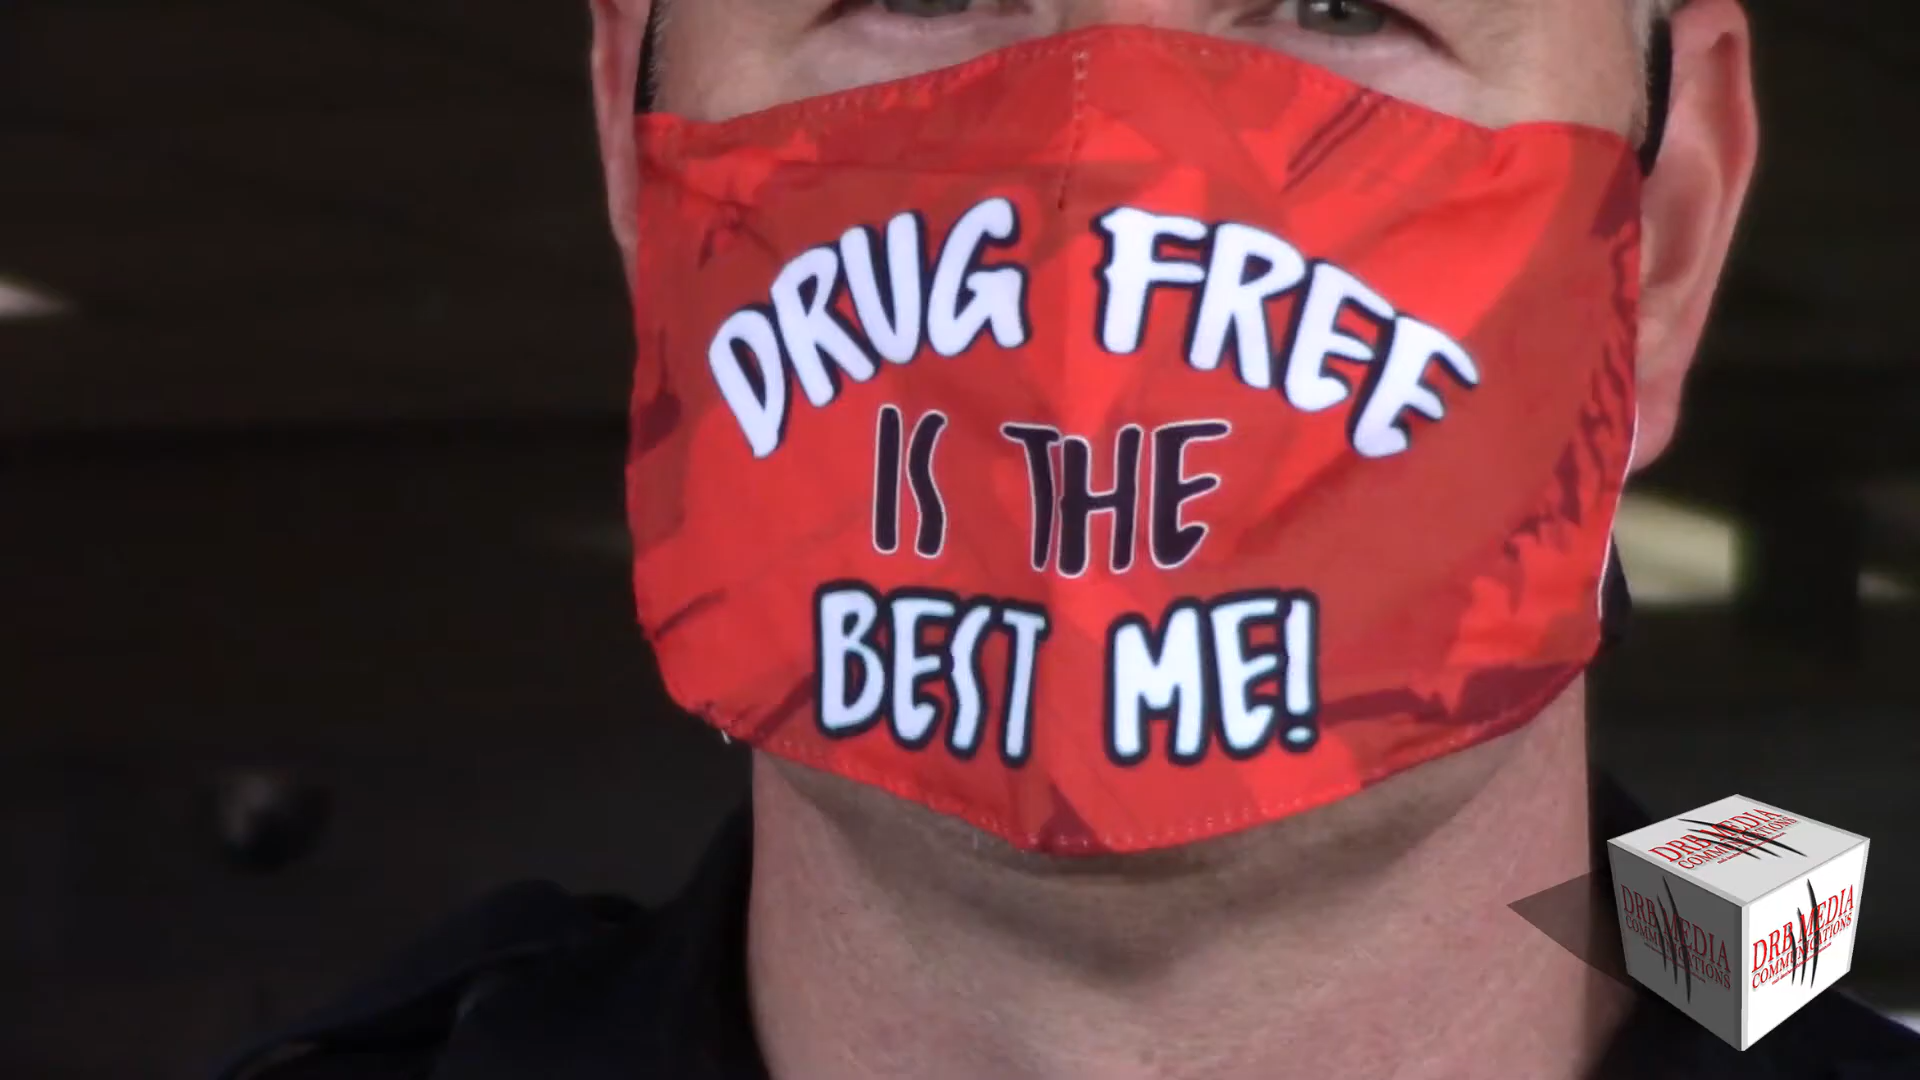 DRUG FREE
IS THE
BEST ME!
DRB MEDIA
COMMUNICATIONS
DRB MEDIA
COMMUNICATIONS
DRB MEDIA
COMMUNICATIONS